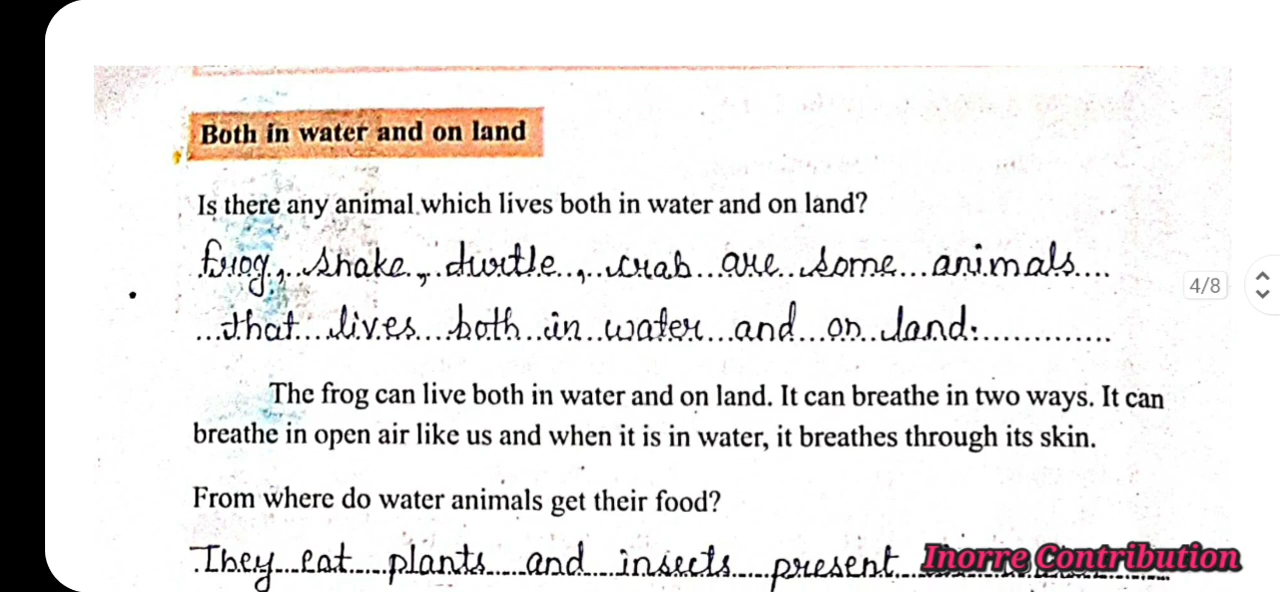 Both in water and on land
Is there any animal which lives both in water and on land?
frog, snake, turtle, crab are some animals
that lives both in water and on land.
4/8
The frog can live both in water and on land. It can breathe in two ways. It can
breathe in open air like us and when it is in water, it breathes through its skin.
From where do water animals get their food?
They eat plants and insects present
Inorre Contribution